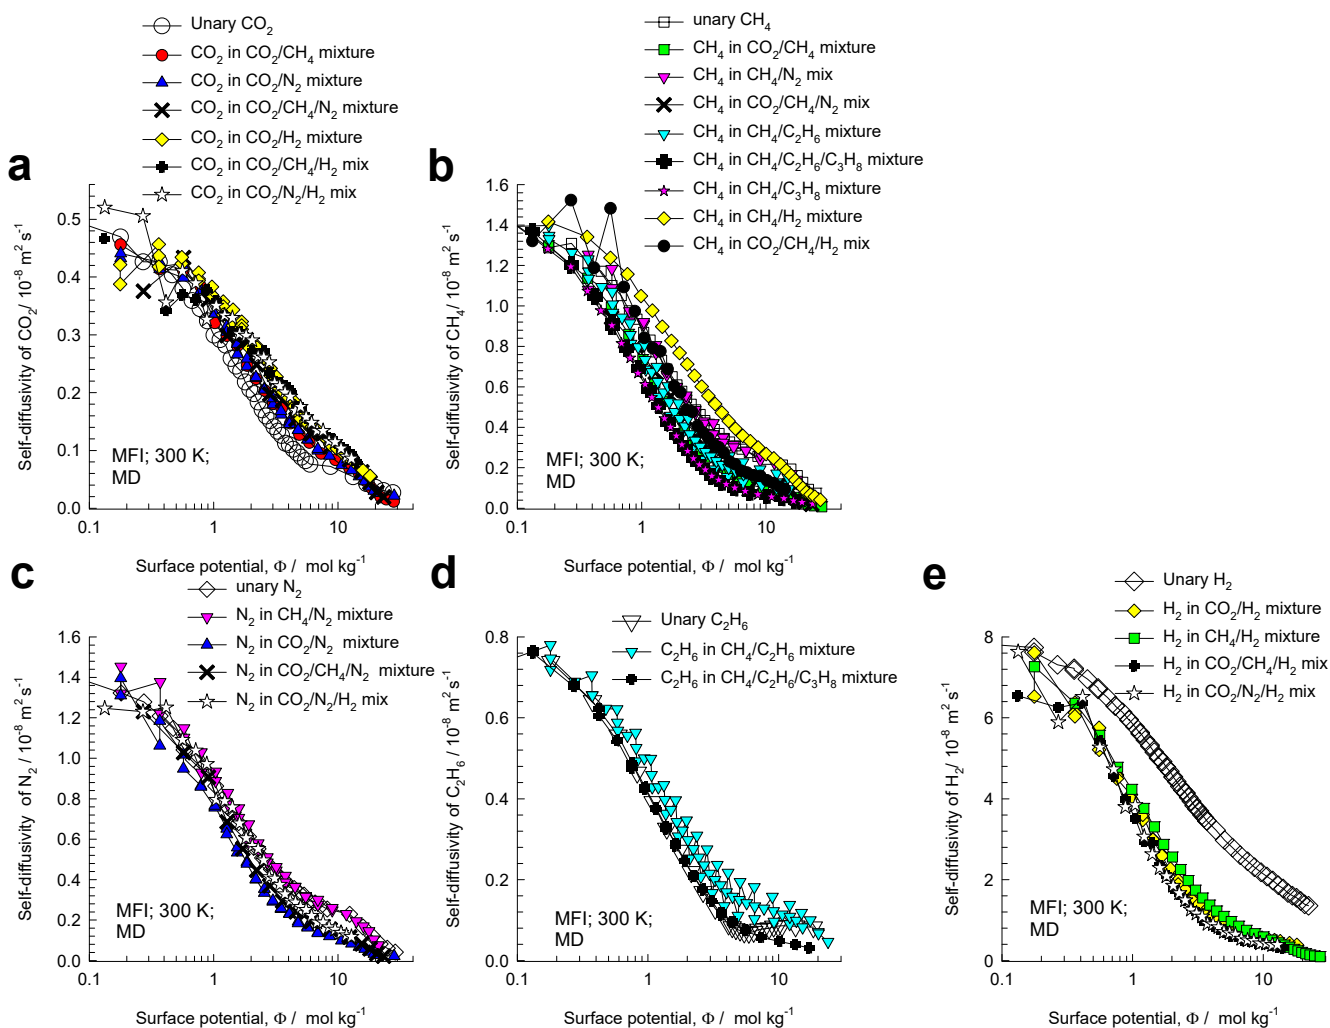 a
Unary CO2
CO2 in CO2/CH4 mixture
CO2 in CO2/N2 mixture
CO2 in CO2/CH4/N2 mixture
CO2 in CO2/H2 mixture
CO2 in CO2/CH4/H2 mix
CO2 in CO2/N2/H2 mix
Self-diffusivity of CO2/ 10-8 m2 s-1
0.5
0.4
0.3
0.2
0.1
0.0
MFI; 300 K;
MD
0.1 1 10
Surface potential, Φ / mol kg-1
b
unary CH4
CH4 in CO2/CH4 mixture
CH4 in CH4/N2 mix
CH4 in CO2/CH4/N2 mix
CH4 in CH4/C2H6 mixture
CH4 in CH4/C2H6/C3H8 mixture
CH4 in CH4/C3H8 mixture
CH4 in CH4/H2 mixture
CH4 in CO2/CH4/H2 mix
Self-diffusivity of CH4/ 10-8 m2 s-1
1.6
1.4
1.2
1.0
0.8
0.6
0.4
0.2
0.0
MFI; 300 K;
MD
0.1 1 10
Surface potential, Φ / mol kg-1
c
unary N2
N2 in CH4/N2 mixture
N2 in CO2/N2 mixture
N2 in CO2/CH4/N2 mixture
N2 in CO2/N2/H2 mix
Self-diffusivity of N2 / 10-8 m2 s-1
1.6
1.4
1.2
1.0
0.8
0.6
0.4
0.2
0.0
MFI; 300 K;
MD
0.1 1 10
Surface potential, Φ / mol kg-1
d
Unary C2H6
C2H6 in CH4/C2H6 mixture
C2H6 in CH4/C2H6/C3H8 mixture
Self-diffusivity of C2H6 / 10-8 m2 s-1
0.8
0.6
0.4
0.2
0.0
MFI; 300 K;
MD
0.1 1 10
Surface potential, Φ / mol kg-1
e
Unary H2
H2 in CO2/H2 mixture
H2 in CH4/H2 mixture
H2 in CO2/CH4/H2 mix
H2 in CO2/N2/H2 mix
Self-diffusivity of H2/ 10-8 m2 s-1
8
6
4
2
0
MFI; 300 K;
MD
0.1 1 10
Surface potential, Φ / mol kg-1